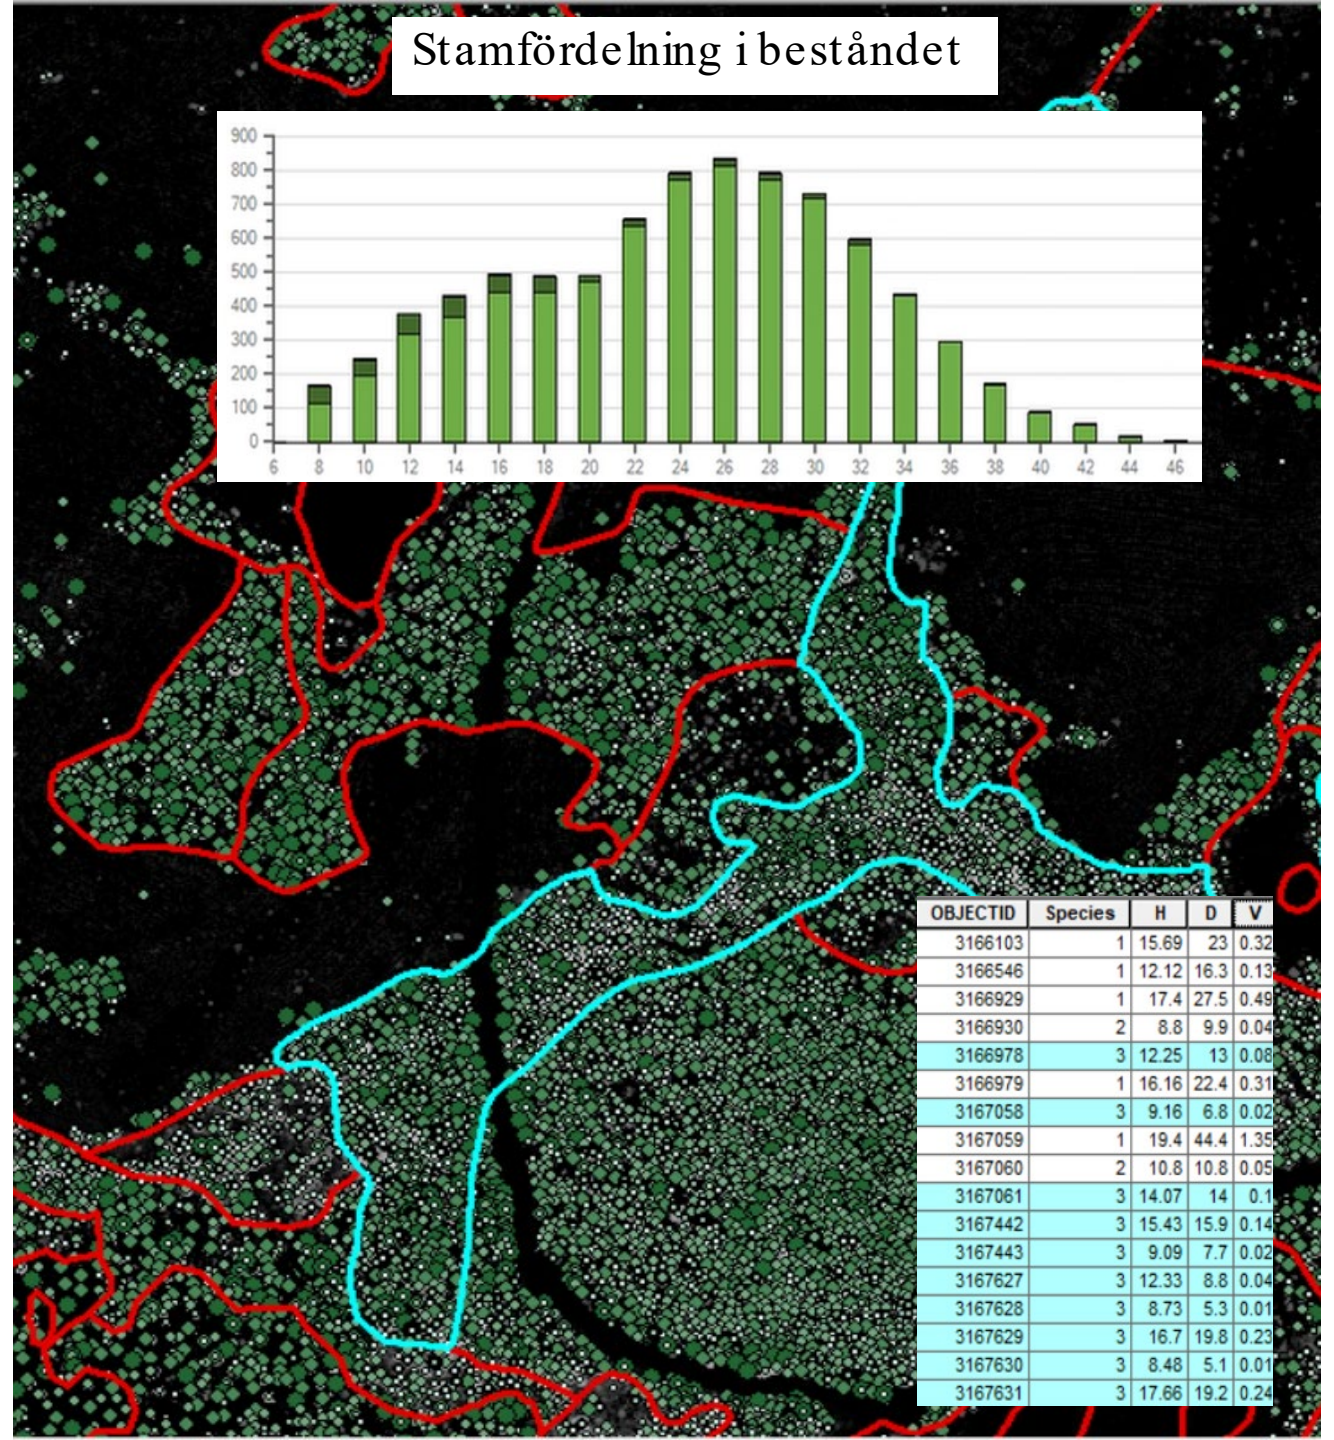 Stamfördelning i beståndet
900
800
700
600
500
400
300
200
100
0
6 8 10 12 14 16 18 20 22 24 26 28 30 32 34 36 38 40 42 44 46
OBJECTID Species H D V
3166103 1 15.69 23 0.32
3166546 1 12.12 16.3 0.13
3166929 1 17.4 27.5 0.49
3166930 2 8.8 9.9 0.04
3166978 3 12.25 13 0.08
3166979 1 16.16 22.4 0.31
3167058 3 9.16 6.8 0.02
3167059 1 19.4 44.4 1.35
3167060 2 10.8 10.8 0.05
3167061 3 14.07 14 0.1
3167442 3 15.43 15.9 0.14
3167443 3 9.09 7.7 0.02
3167627 3 12.33 8.8 0.04
3167628 3 8.73 5.3 0.01
3167629 3 16.7 19.8 0.23
3167630 3 8.48 5.1 0.01
3167631 3 17.66 19.2 0.24